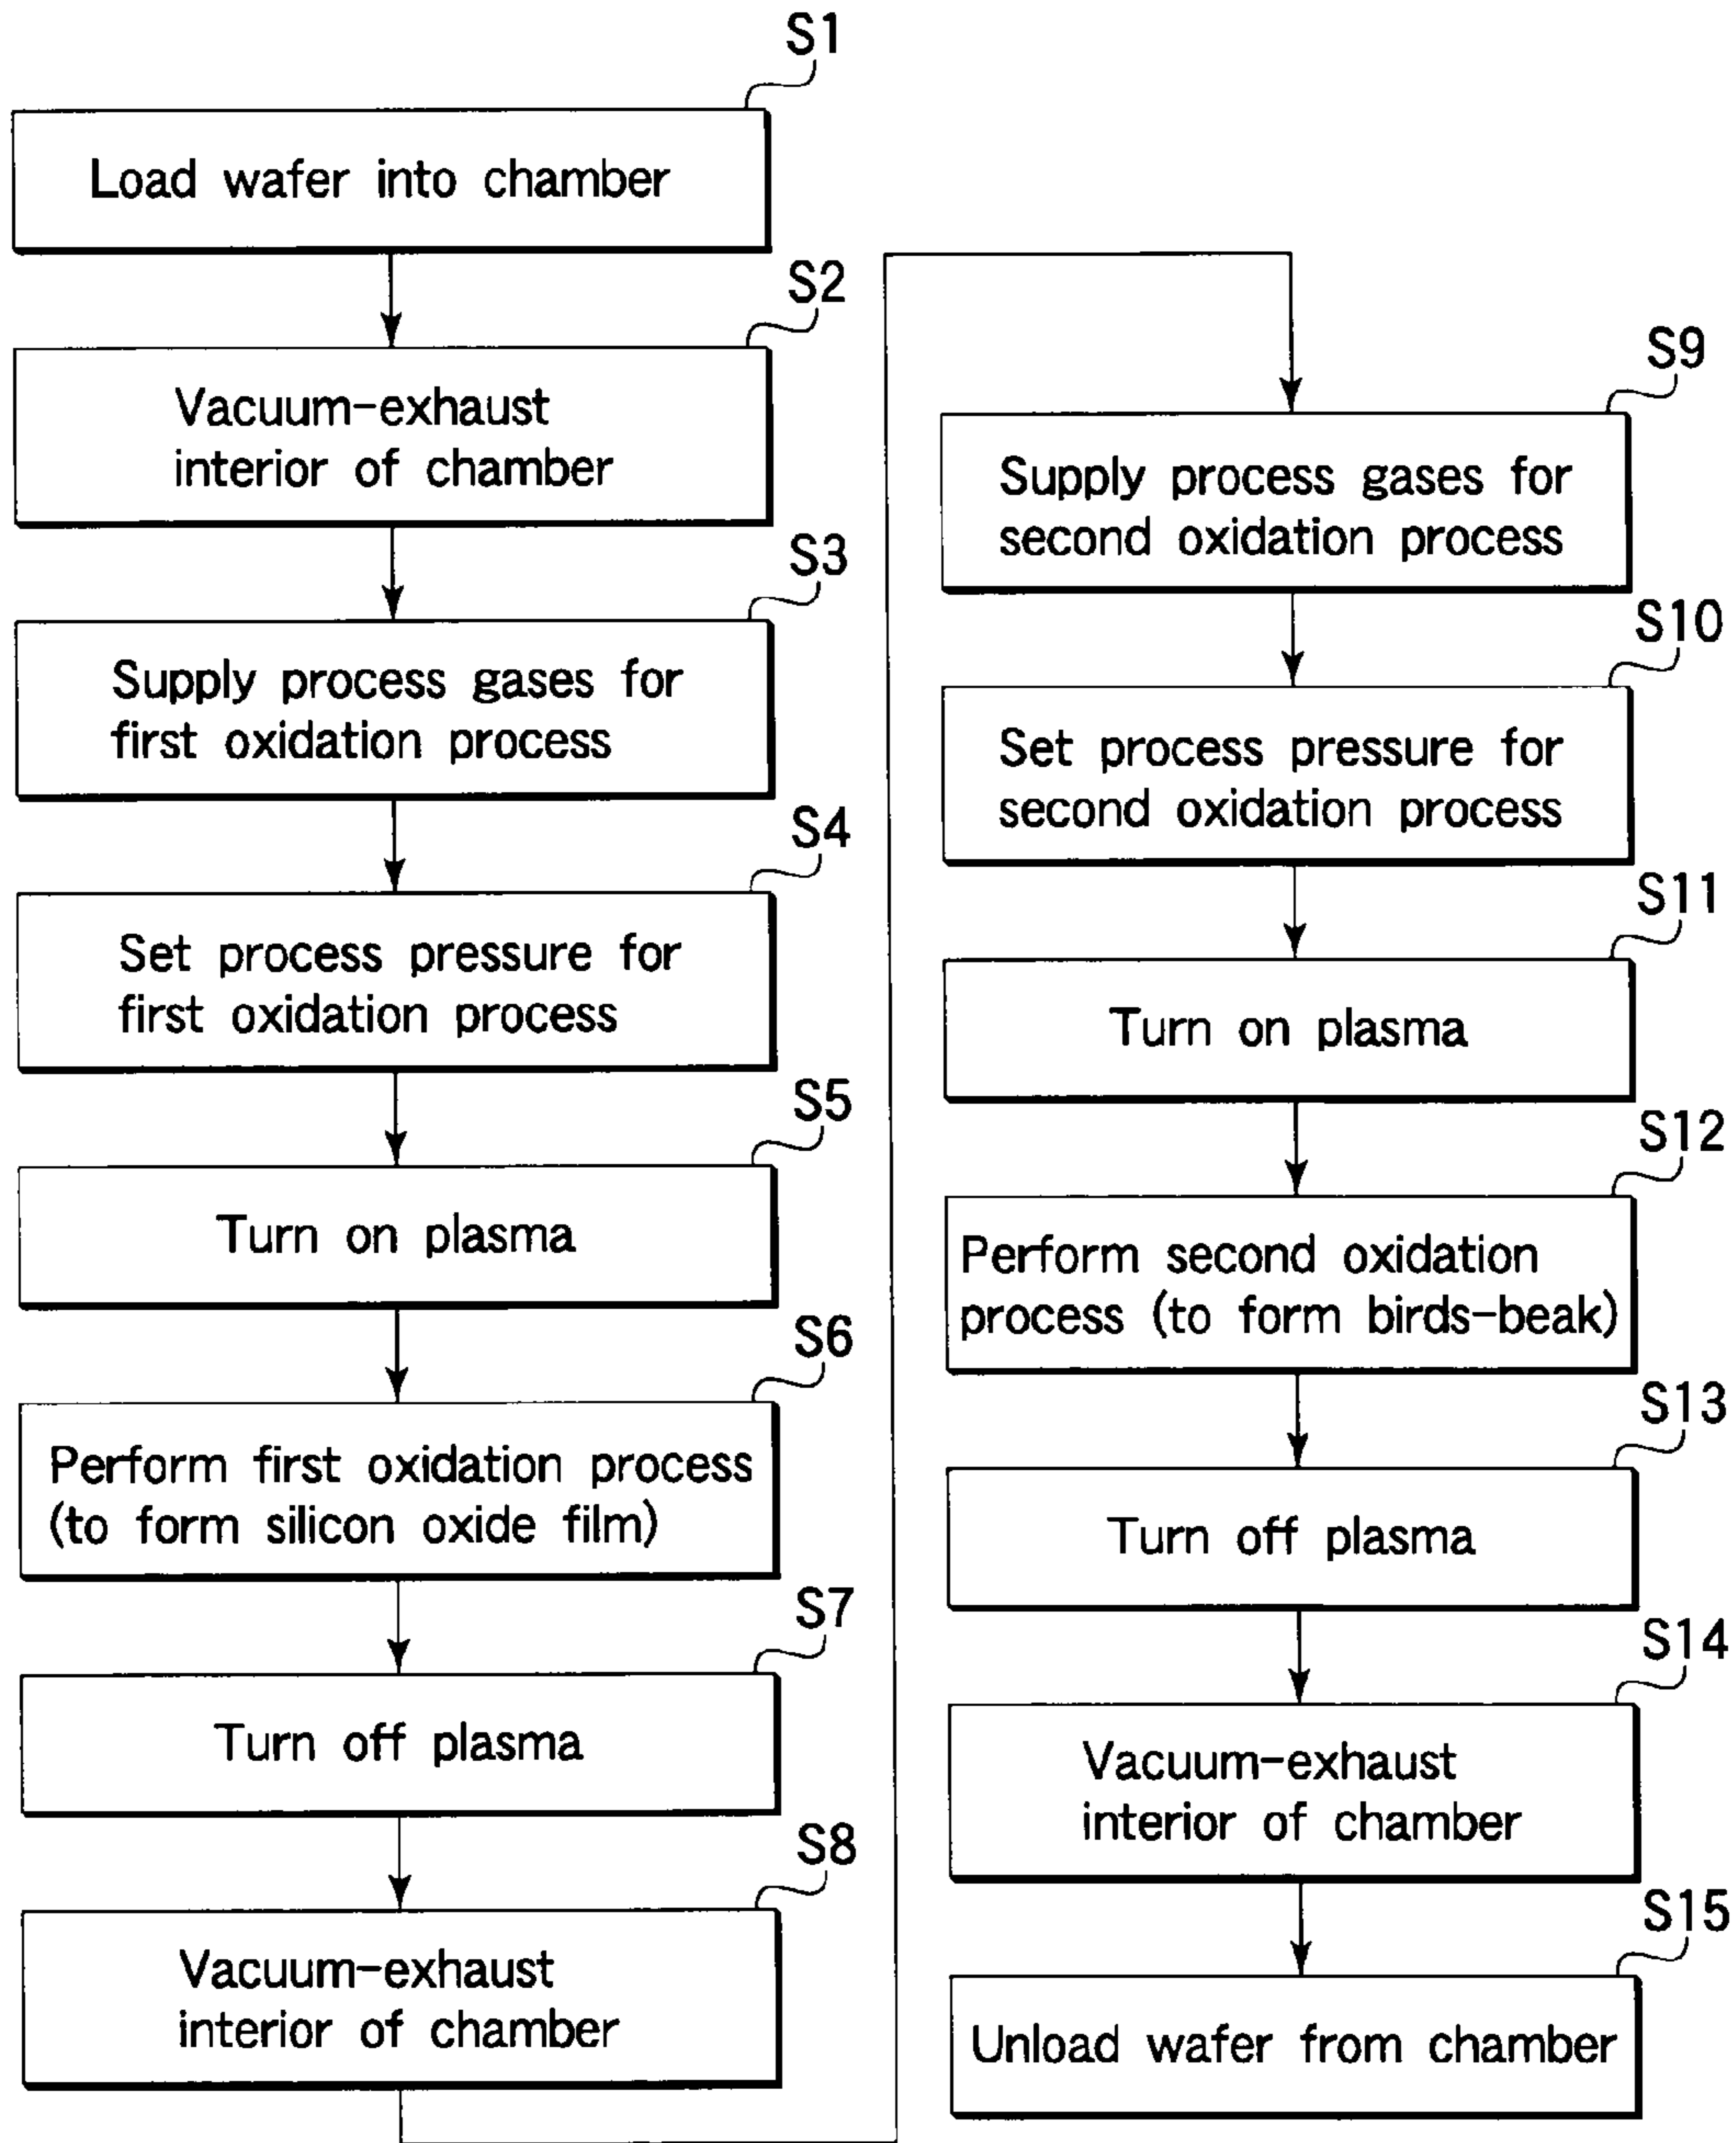 S1
Load wafer into chamber
S2
Vacuum-exhaust
interior of chamber
S3
Supply process gases for
first oxidation process
S4
Set process pressure for
first oxidation process
S5
Turn on plasma
S6
Perform first oxidation process
(to form silicon oxide film)
S7
Turn off plasma
S8
Vacuum-exhaust
interior of chamber
S9
Supply process gases for
second oxidation process
S10
Set process pressure for
second oxidation process
S11
Turn on plasma
S12
Perform second oxidation
process (to form birds-beak)
S13
Turn off plasma
S14
Vacuum-exhaust
interior of chamber
S15
Unload wafer from chamber